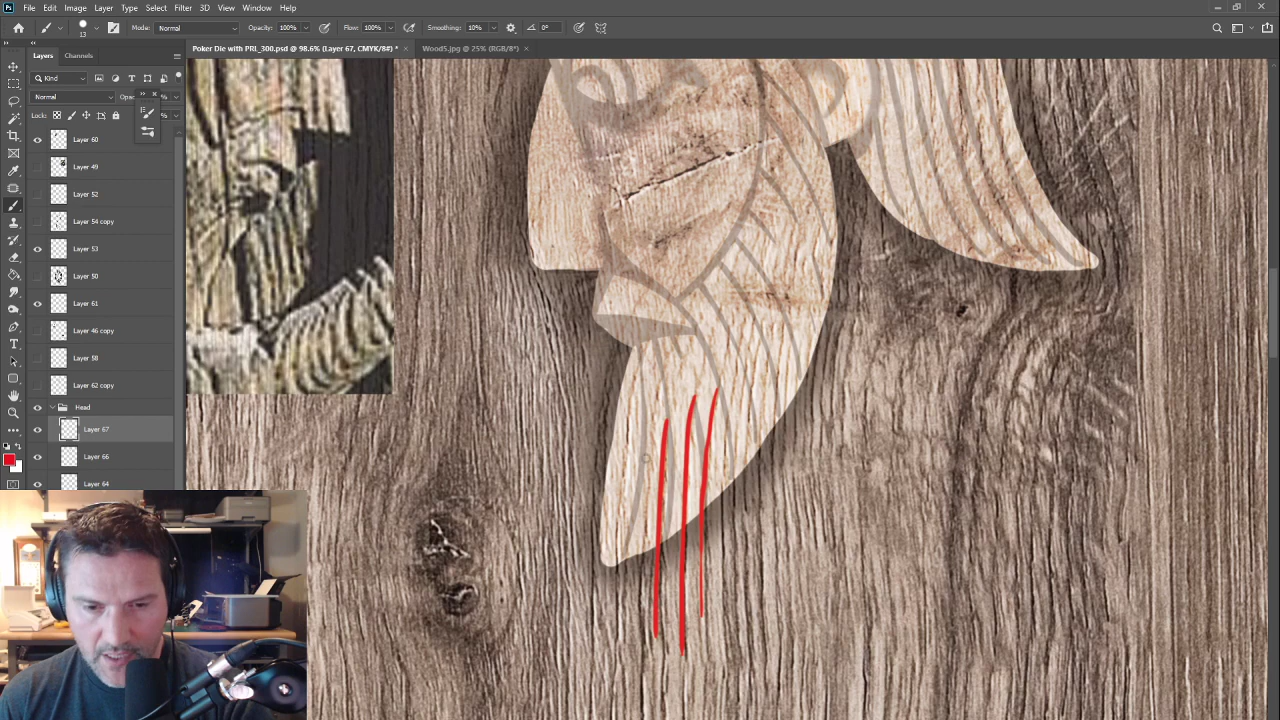 File Edit Image Layer Type Select Filter 3D View Window Help
13 Mode: Normal Opacity: 100% Flow: 100% Smoothing: 10% 0°
Poker Die with PRL_300.psd @ 98.6% (Layer 67, CMYK/8#) * × Wood5.jpg @ 25% (RGB/8*) ×
Layers Channels
Kind
Normal
Lock:
Layer 60
Layer 49
Layer 52
Layer 54 copy
Layer 53
Layer 50
Layer 61
Layer 46 copy
Layer 58
Layer 62 copy
Head
Layer 67
Layer 66
Layer 64